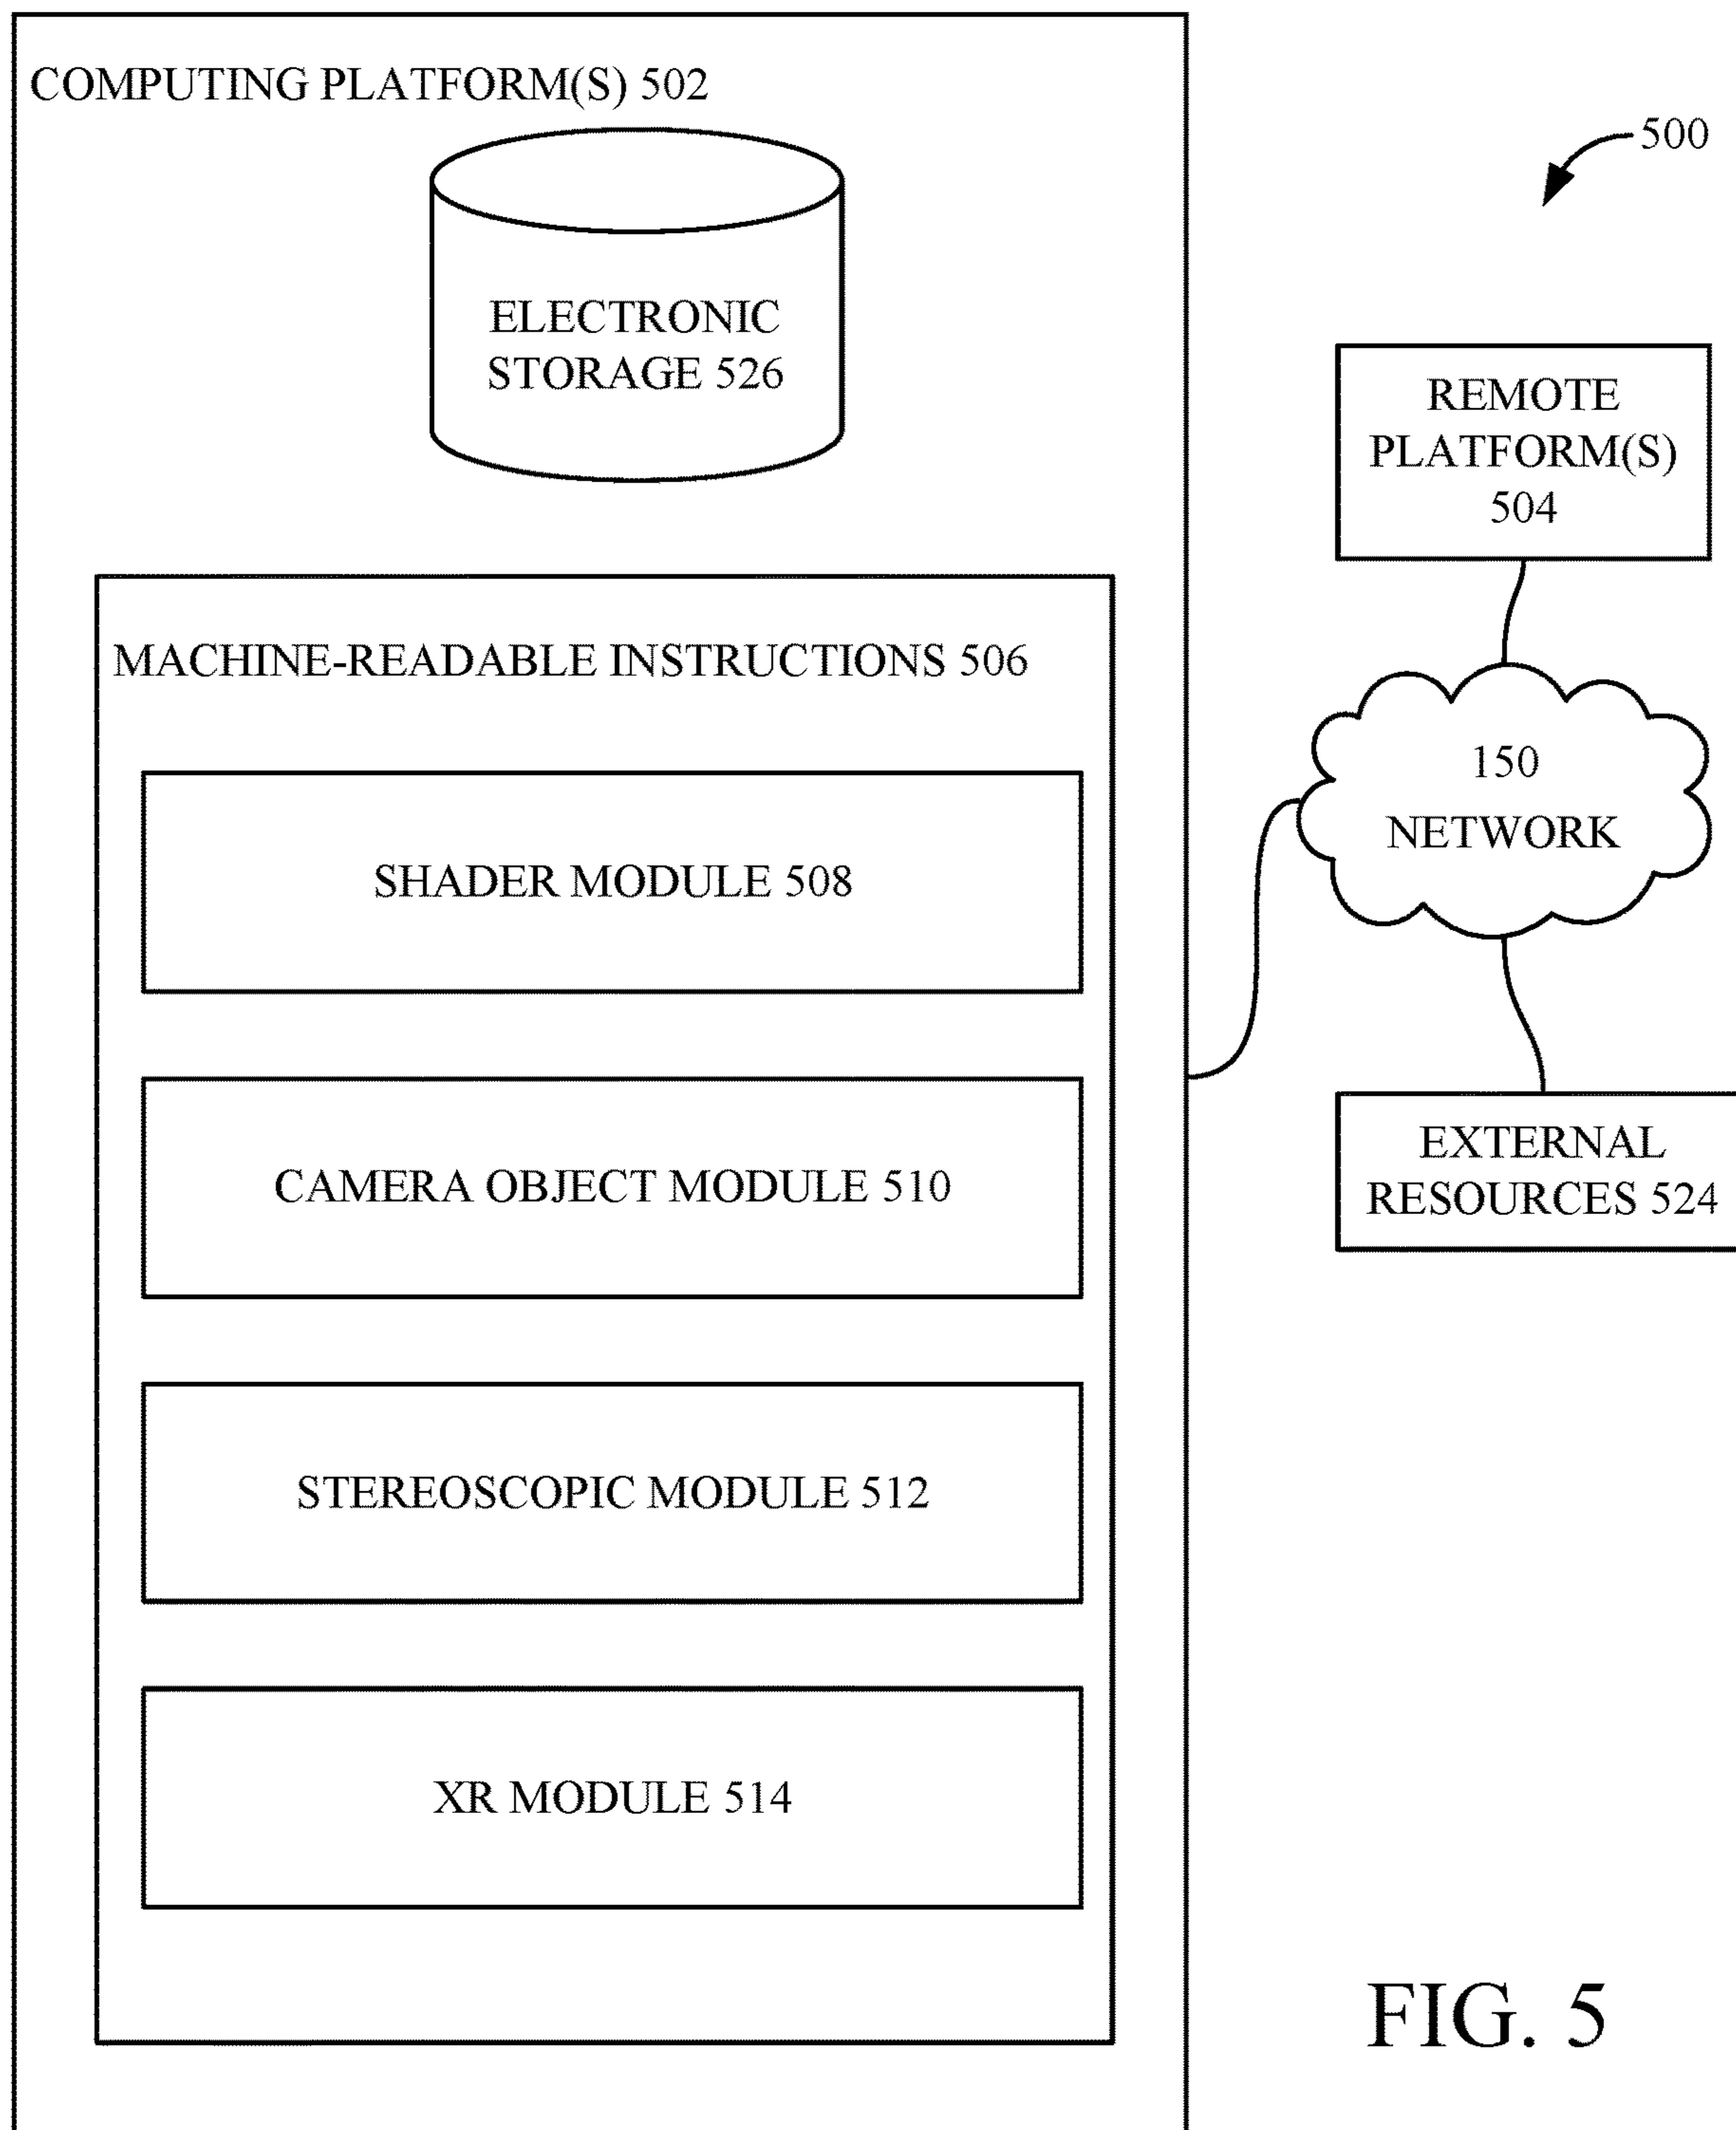 COMPUTING PLATFORM(S) 502
500
ELECTRONIC
STORAGE 526
REMOTE
PLATFORM(S)
504
MACHINE-READABLE INSTRUCTIONS 506
150
NETWORK
SHADER MODULE 508
CAMERA OBJECT MODULE 510
EXTERNAL
RESOURCES 524
STEREOSCOPIC MODULE 512
XR MODULE 514
FIG. 5